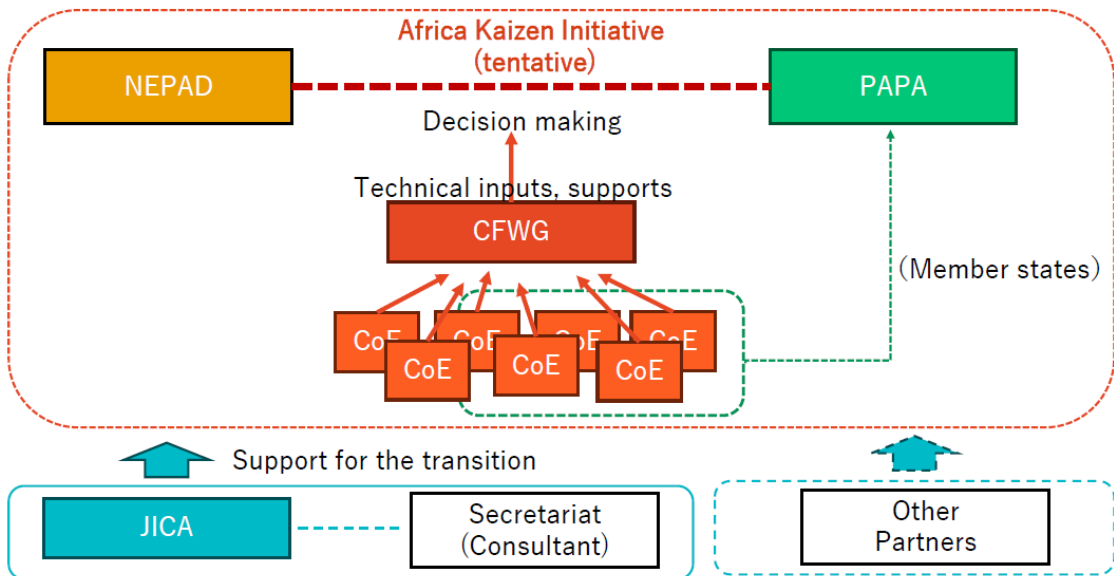 Africa Kaizen Initiative
(tentative)
NEPAD
PAPA
Decision making
Technical inputs, supports
CFWG
(Member states)
CoE
CoE
CoE
CoE
CoE
CoE
CoE
Support for the transition
JICA
Secretariat
(Consultant)
Other
Partners